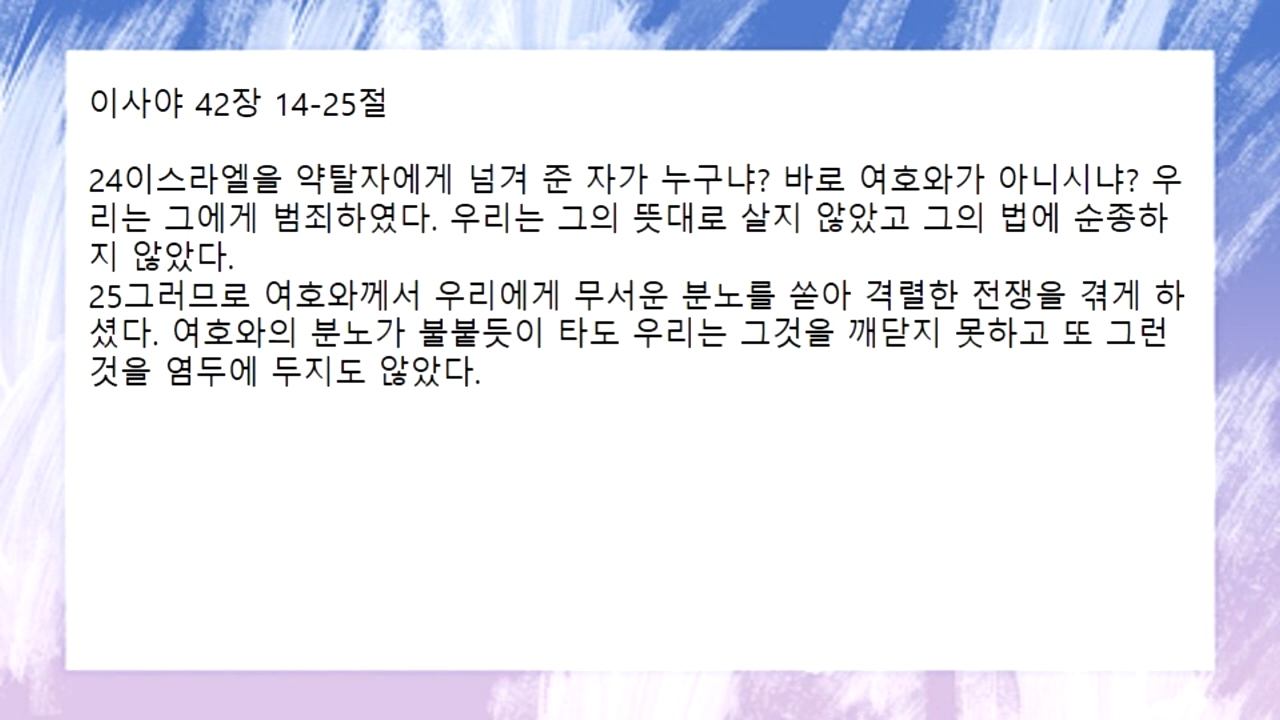 이사야 42장 14-25절
24이스라엘을 약탈자에게 넘겨 준 자가 누구냐? 바로 여호와가 아니시냐? 우
리는 그에게 범죄하였다. 우리는 그의 뜻대로 살지 않았고 그의 법에 순종하
지 않았다.
25그러므로 여호와께서 우리에게 무서운 분노를 쏟아 격렬한 전쟁을 겪게 하
셨다. 여호와의 분노가 불붙듯이 타도 우리는 그것을 깨닫지 못하고 또 그런
것을 염두에 두지도 않았다.